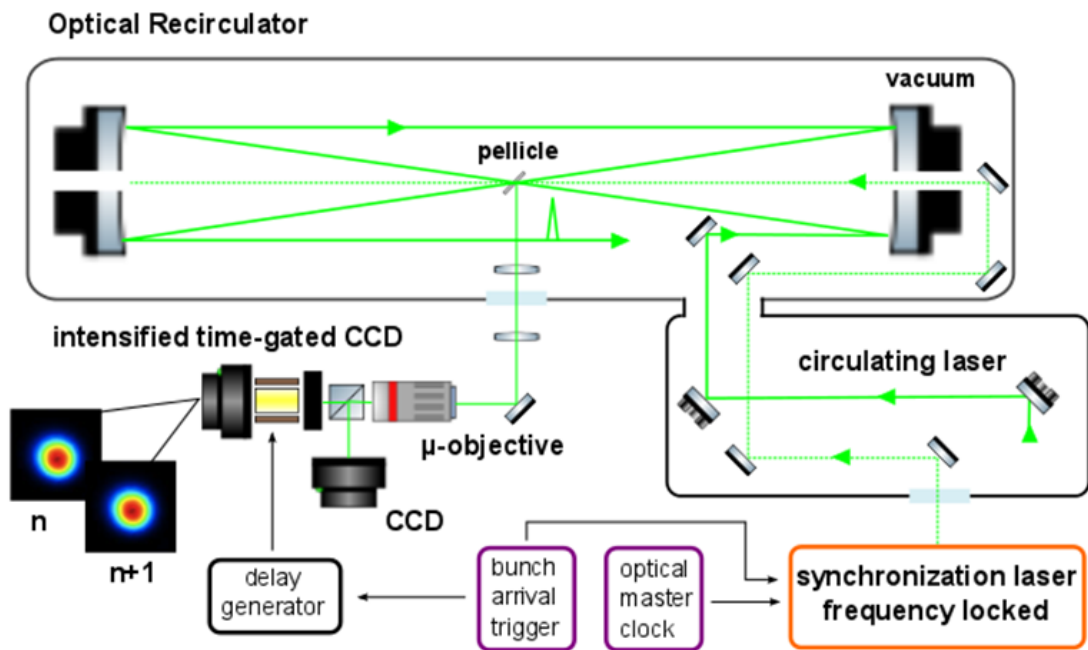 Optical Recirculator
vacuum
pellicle
intensified time-gated CCD
circulating laser
μ-objective
CCD
n
n+1
delay
generator
bunch
arrival
trigger
optical
master
clock
synchronization laser
frequency locked